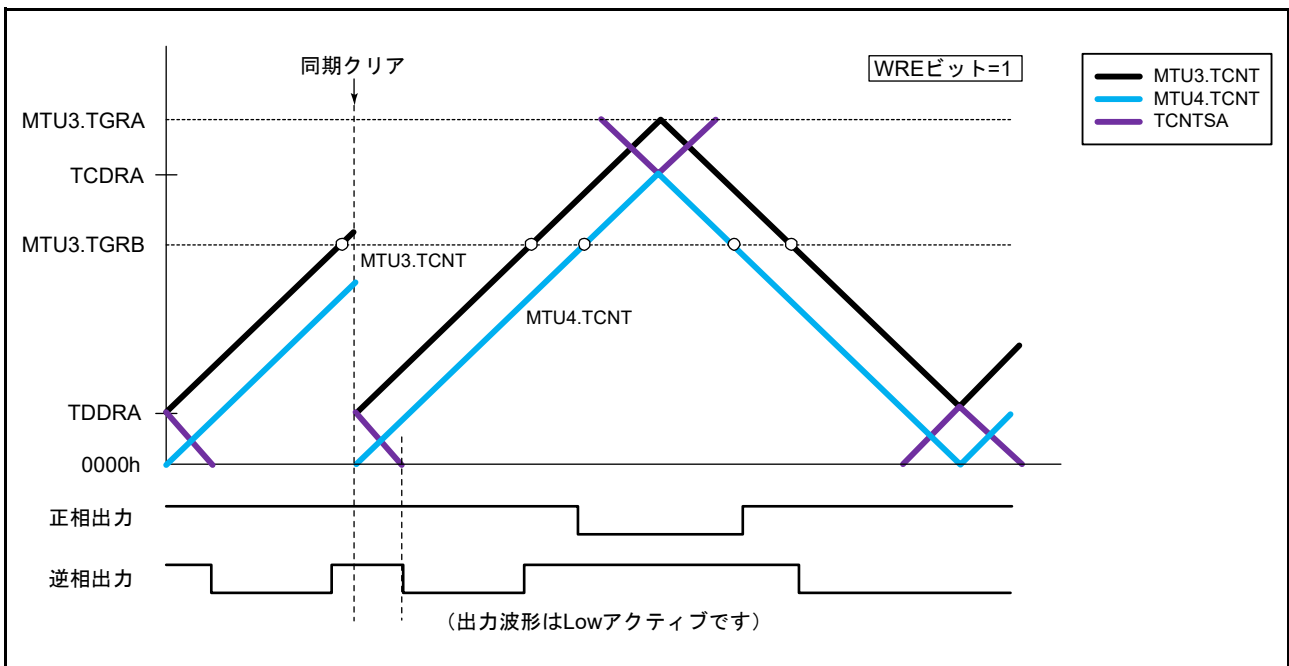 同期クリア
WREビット=1
MTU3.TCNT
MTU4.TCNT
TCNTSA
MTU3.TGRA
TCDRA
MTU3.TGRB
MTU3.TCNT
MTU4.TCNT
TDDRA
0000h
正相出力
逆相出力
（出力波形はLowアクティブです）